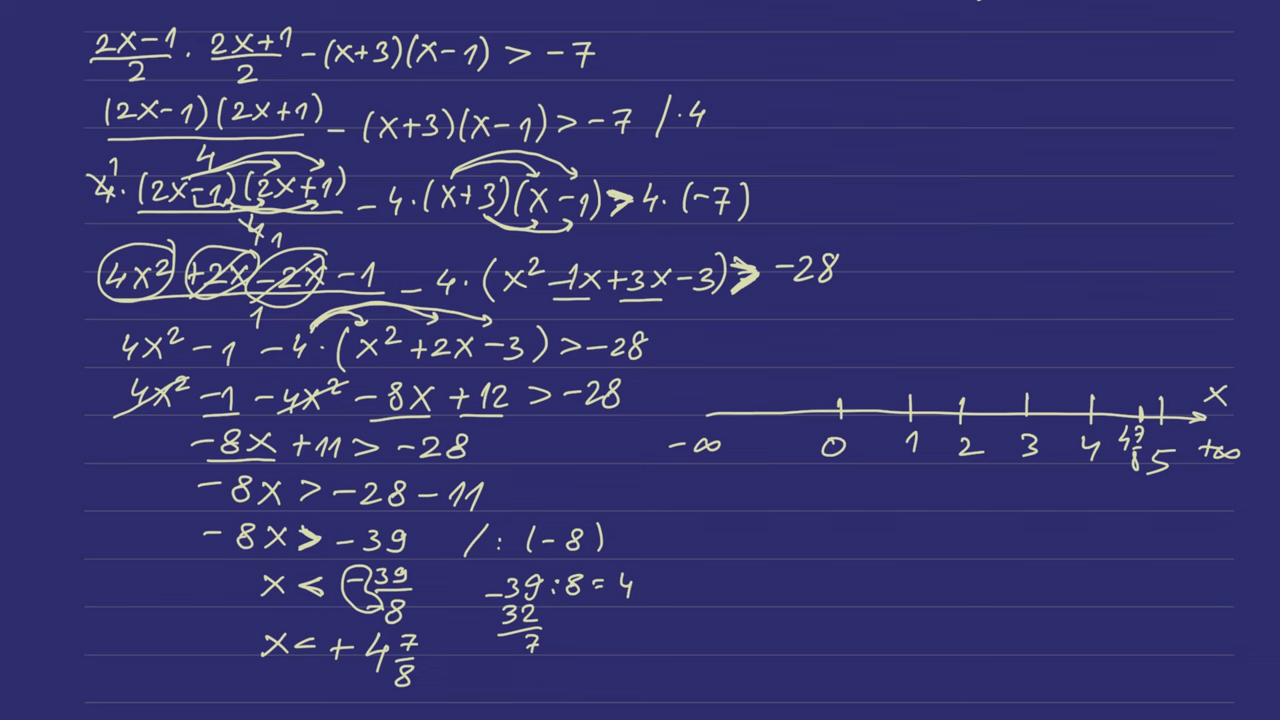 (2x-1)/2 · (2x+1)/2 - (x+3)(x-1) > -7
(2x-1)(2x+1)/4 - (x+3)(x-1) > -7 /·4
4¹·(2x-1)(2x+1)/4₁ - 4·(x+3)(x-1) > 4·(-7)
(4x² +2x -2x -1)/1 - 4·(x² -1x+3x-3) > -28
4x² -1 -4·(x²+2x-3) > -28
4x² -1 -4x² -8x +12 > -28
-8x +11 > -28
-8x > -28-11
-8x > -39 /:(-8)
x < -39/-8
x < + 4 7/8
-39:8=4
32
7
x
-∞ 0 1 2 3 4 4 7/8 5 +∞